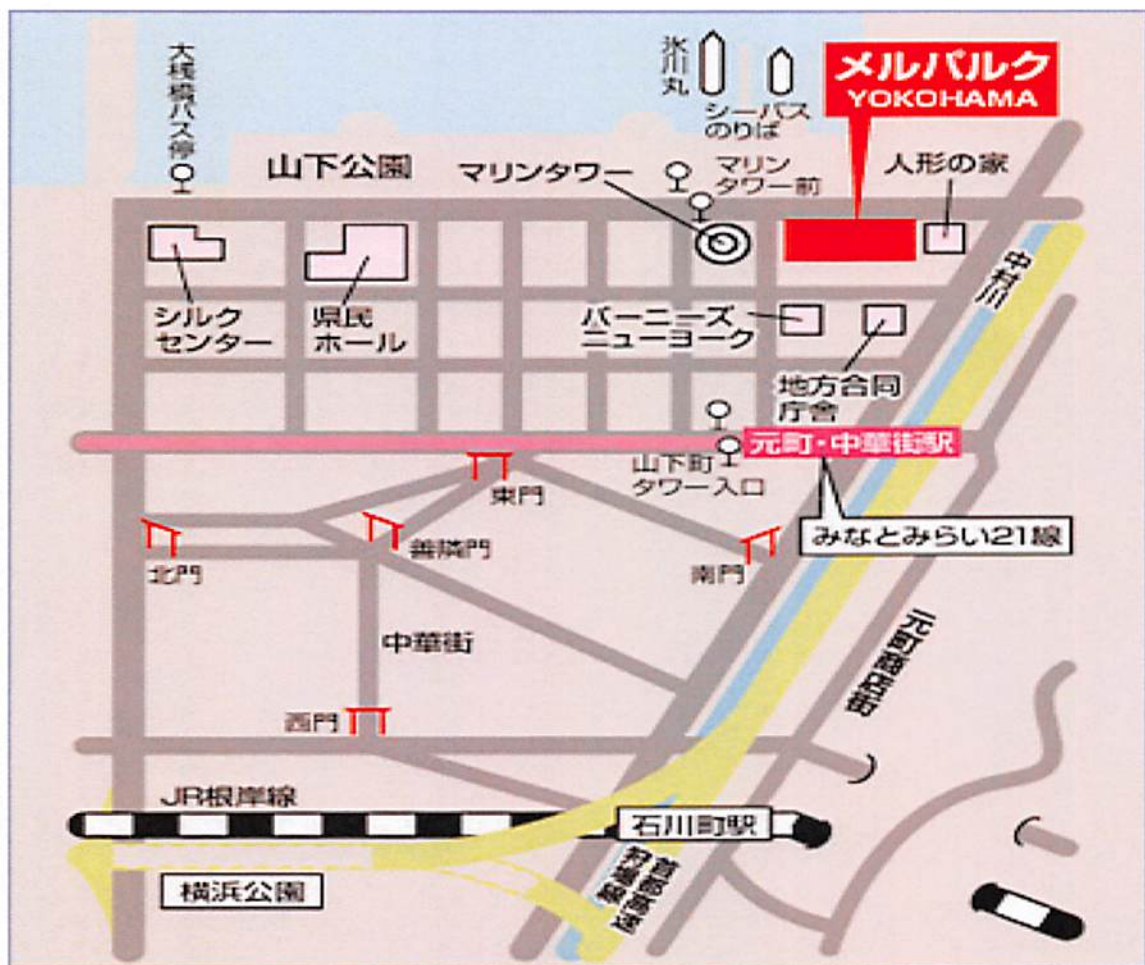 大桟橋バス停
氷川丸
シーバス
のりば
メルパルク
YOKOHAMA
山下公園
マリンタワー
マリン
タワー前
人形の家
中村川
シルク
センター
県民
ホール
バーニーズ
ニューヨーク
地方合同
庁舎
元町・中華街駅
山下町
タワー入口
みなとみらい21線
東門
善隣門
北門
南門
中華街
元町商店街
西門
JR根岸線
石川町駅
横浜公園
首都高速
狩場線